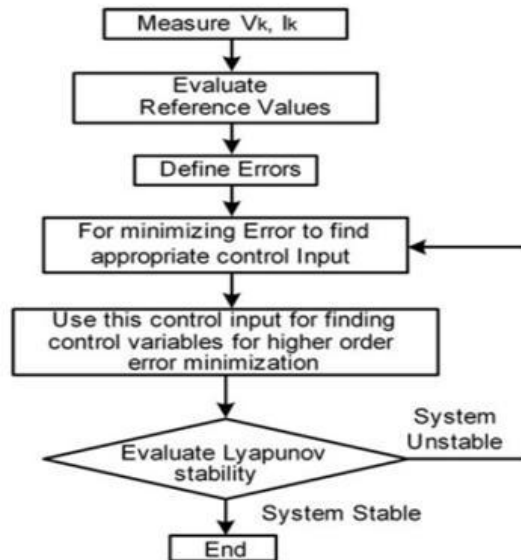 Measure Vk, Ik
Evaluate
Reference Values
Define Errors
For minimizing Error to find
appropriate control Input
Use this control input for finding
control variables for higher order
error minimization
Evaluate Lyapunov
stability
System
Unstable
System Stable
End